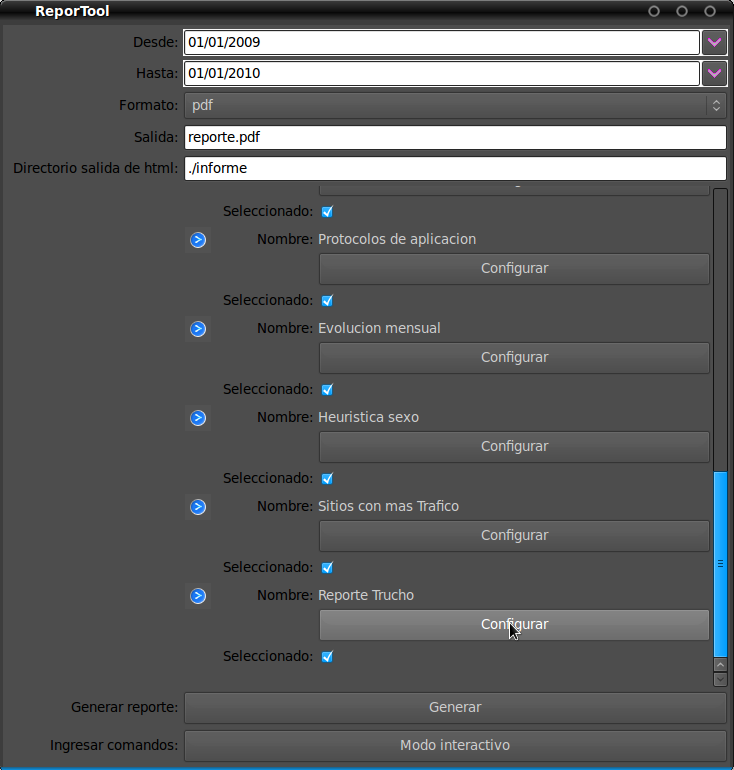 ReporTool
Desde: 01/01/2009
Hasta: 01/01/2010
Formato: pdf
Salida: reporte.pdf
Directorio salida de html: ./informe
Seleccionado:
Nombre: Protocolos de aplicacion
Configurar
Seleccionado:
Nombre: Evolucion mensual
Configurar
Seleccionado:
Nombre: Heuristica sexo
Configurar
Seleccionado:
Nombre: Sitios con mas Trafico
Configurar
Seleccionado:
Nombre: Reporte Trucho
Configurar
Seleccionado:
Generar reporte: Generar
Ingresar comandos: Modo interactivo